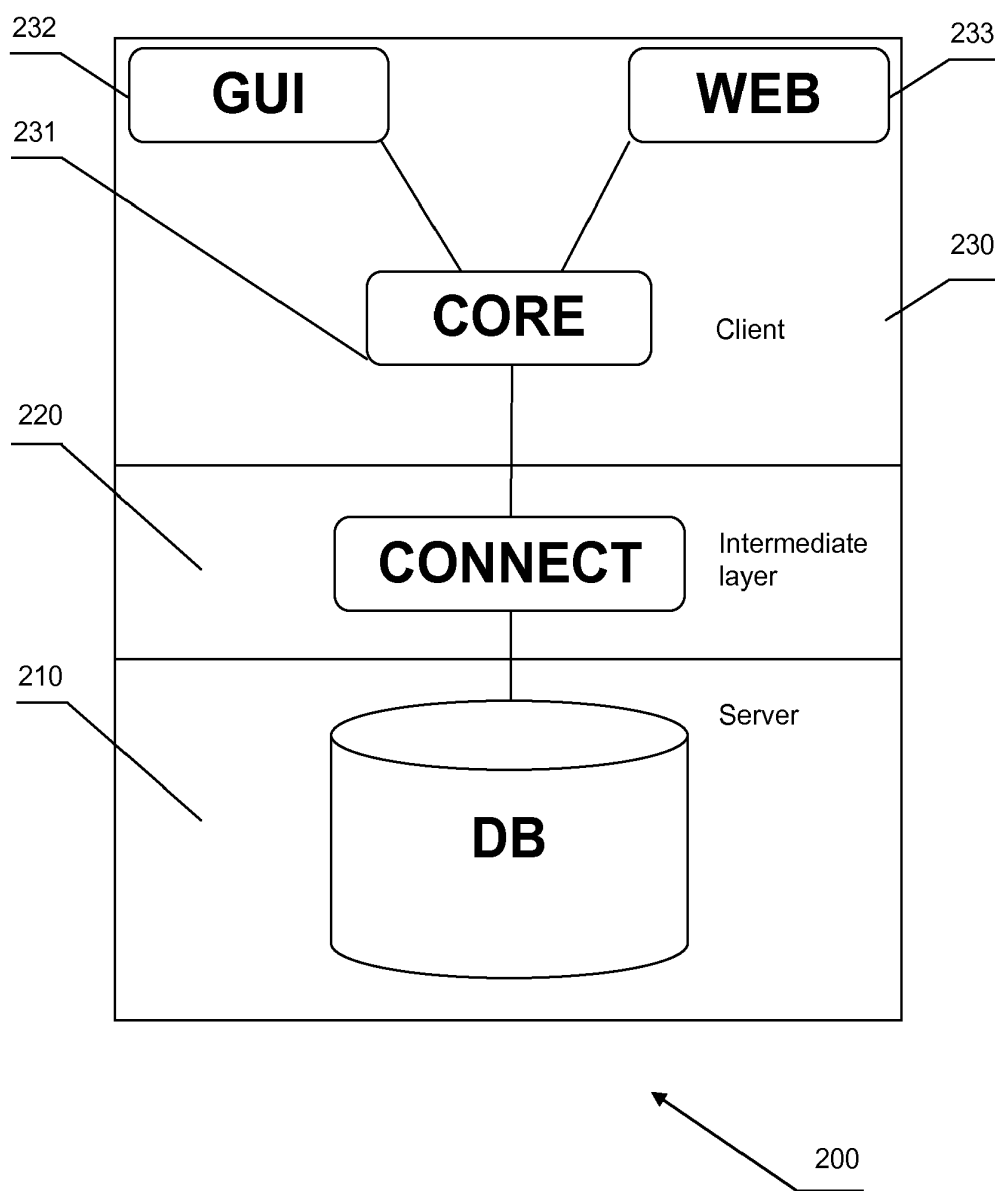 232
GUI
WEB
233
231
230
CORE
Client
220
CONNECT
Intermediate
layer
210
Server
DB
200